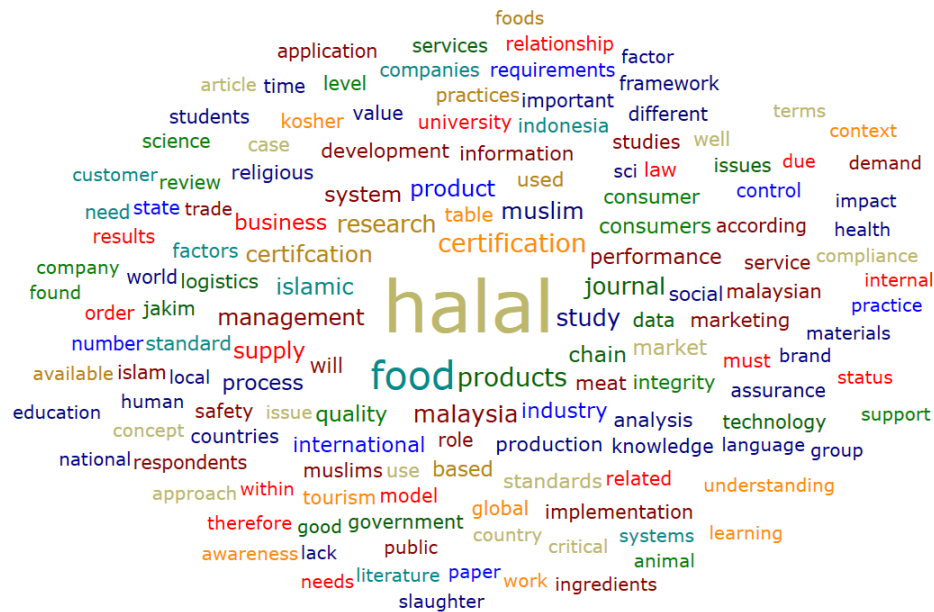 foods
application services relationship
factor
article time level companies requirements framework
practices important
students kosher value university indonesia different terms
science case development information studies well context
customer review religious system product used sci law issues due demand
need state trade business research table muslim consumer control impact
results factors certifcation certification consumers according health
company world logistics islamic performance service compliance
found order jakim management halal journal social malaysian internal
number standard supply will study data marketing practice
materials
available islam local process food products chain market must brand
meat integrity assurance status
education human safety issue quality malaysia industry analysis technology support
concept countries international role production knowledge language group
national respondents muslims use based standards related understanding
approach within tourism model global implementation
therefore good government country critical systems learning
awareness lack public animal
needs literature paper work ingredients
slaughter